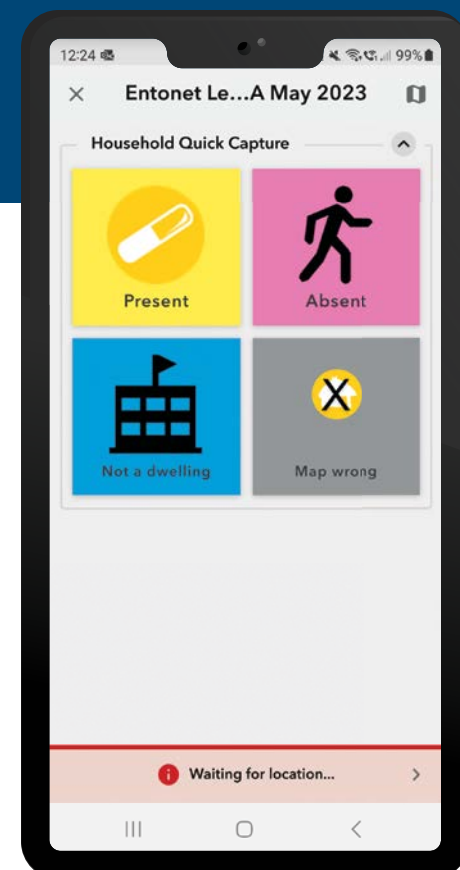 12:24 99%
Entonet Le...A May 2023
Household Quick Capture
Present
Absent
Not a dwelling
X
Map wrong
Waiting for location...